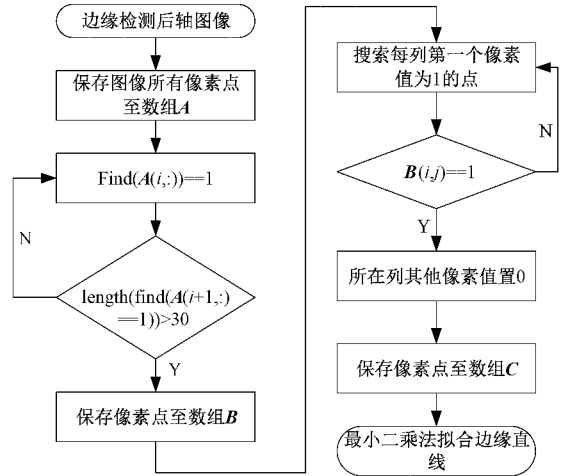 边缘检测后轴图像
保存图像所有像素点
至数组A
Find(A(i,:))==1
N
length(find(A(i+1,:)
==1))>30
Y
保存像素点至数组B
搜索每列第一个像素
值为1的点
N
B(i,j)==1
Y
所在列其他像素值置0
保存像素点至数组C
最小二乘法拟合边缘直
线